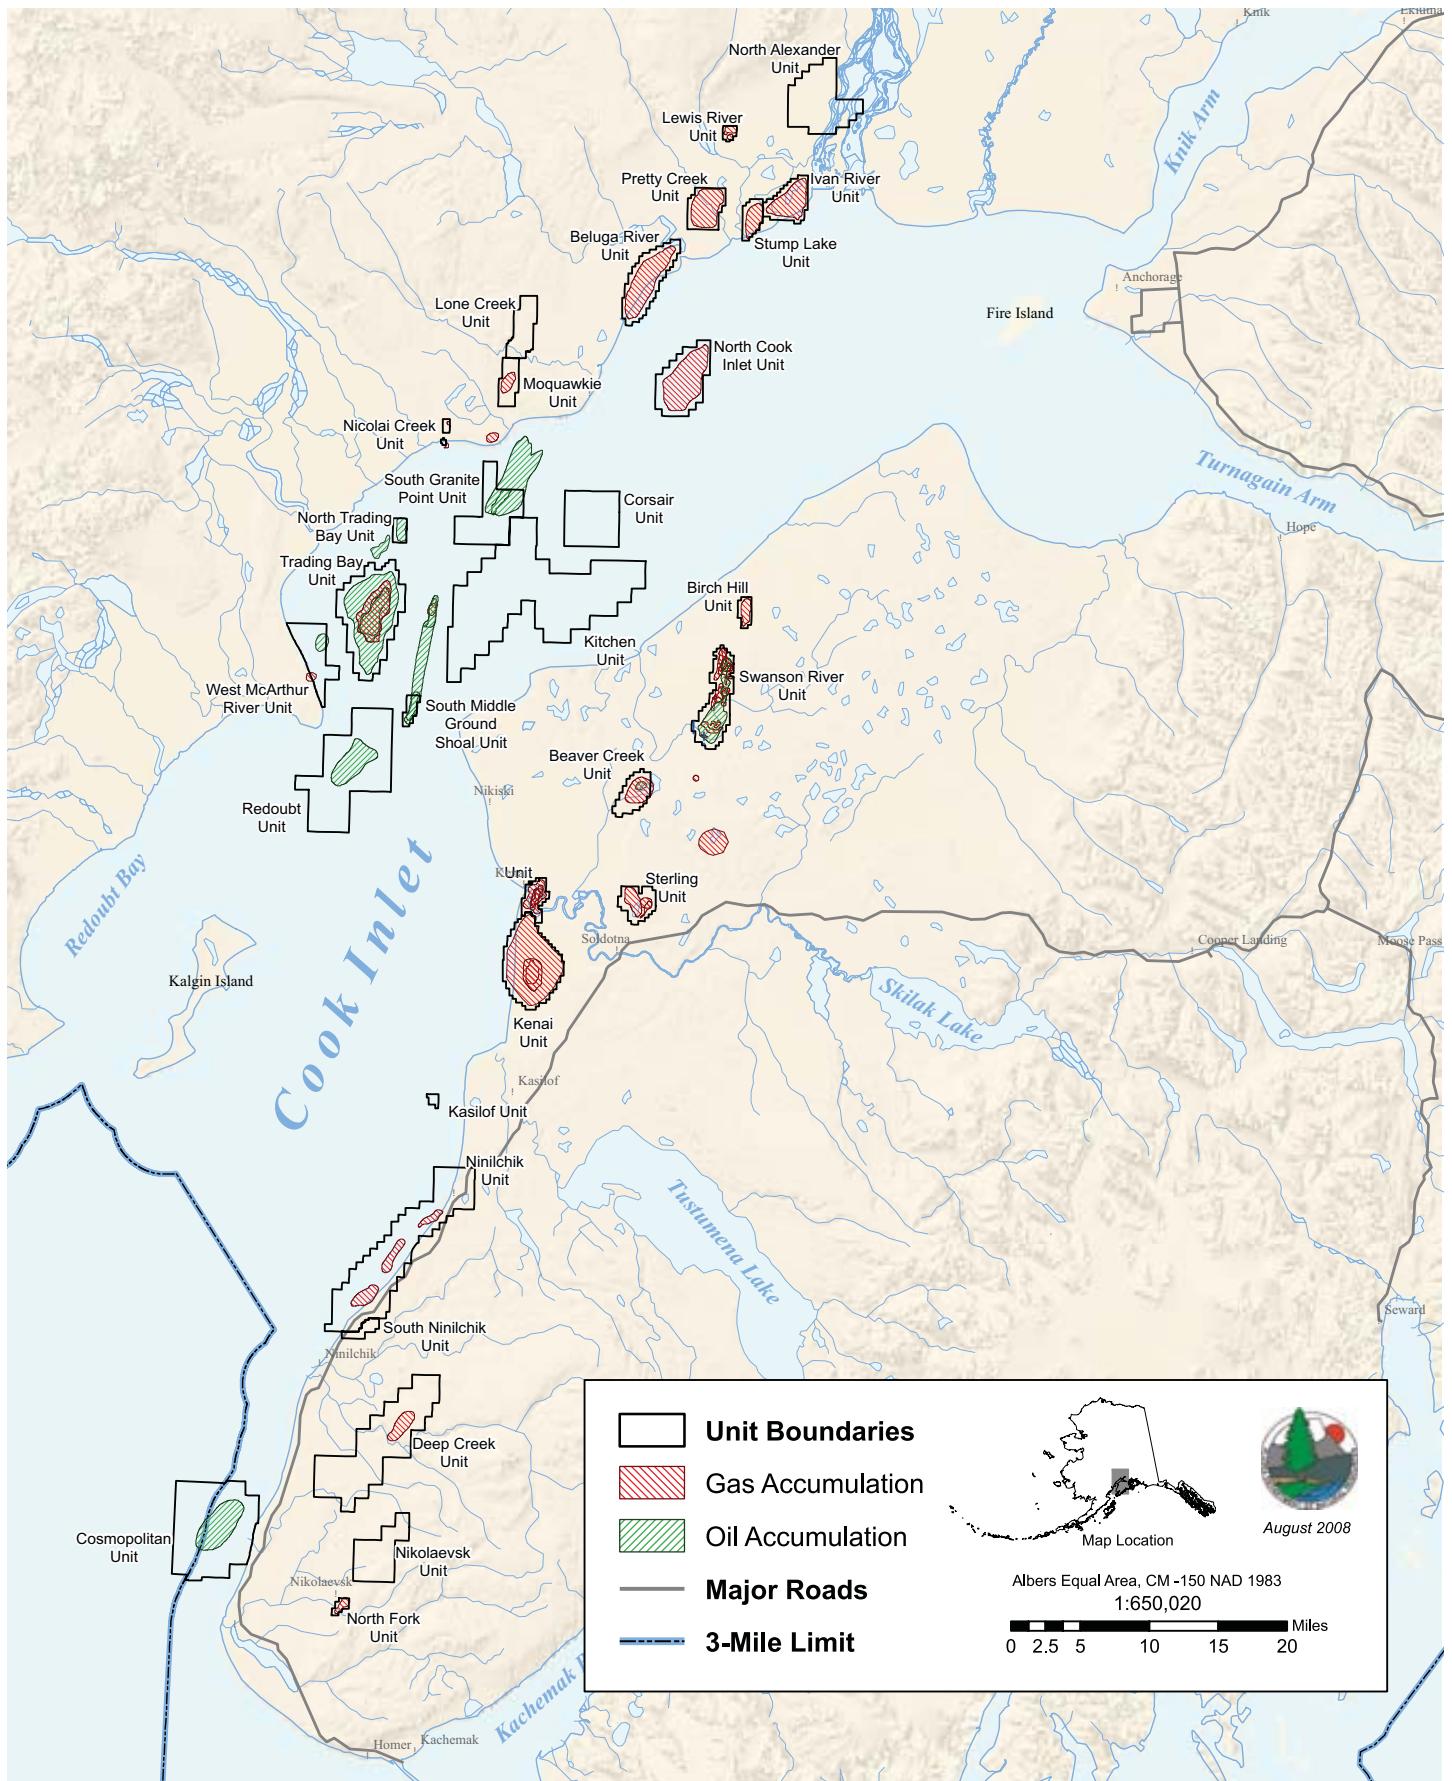 Knik
Eklutna
North Alexander
Unit
Lewis River
Unit
Knik Arm
Pretty Creek
Unit
Ivan River
Unit
Beluga River
Unit
Stump Lake
Unit
Anchorage
Lone Creek
Unit
Fire Island
North Cook
Inlet Unit
Moquawkie
Unit
Nicolai Creek
Unit
Turnagain Arm
South Granite
Point Unit
Corsair
Unit
North Trading
Bay Unit
Hope
Trading Bay
Unit
Birch Hill
Unit
Kitchen
Unit
Swanson River
Unit
West McArthur
River Unit
South Middle
Ground
Shoal Unit
Beaver Creek
Unit
Nikiski
Redoubt
Unit
Redoubt Bay
Cook Inlet
Unit
Sterling
Unit
Soldotna
Cooper Landing
Moose Pass
Kalgin Island
Skilak Lake
Kenai
Unit
Kasilof
Kasilof Unit
Ninilchik
Unit
Tustumena Lake
Seward
South Ninilchik
Unit
Ninilchik
Deep Creek
Unit
Cosmopolitan
Unit
Nikolaevsk
Unit
Nikolaevsk
North Fork
Unit
Kachemak
Homer
Kachemak
Unit Boundaries
Gas Accumulation
Oil Accumulation
Major Roads
3-Mile Limit
Map Location
August 2008
Albers Equal Area, CM -150 NAD 1983
1:650,020
Miles
0 2.5 5 10 15 20